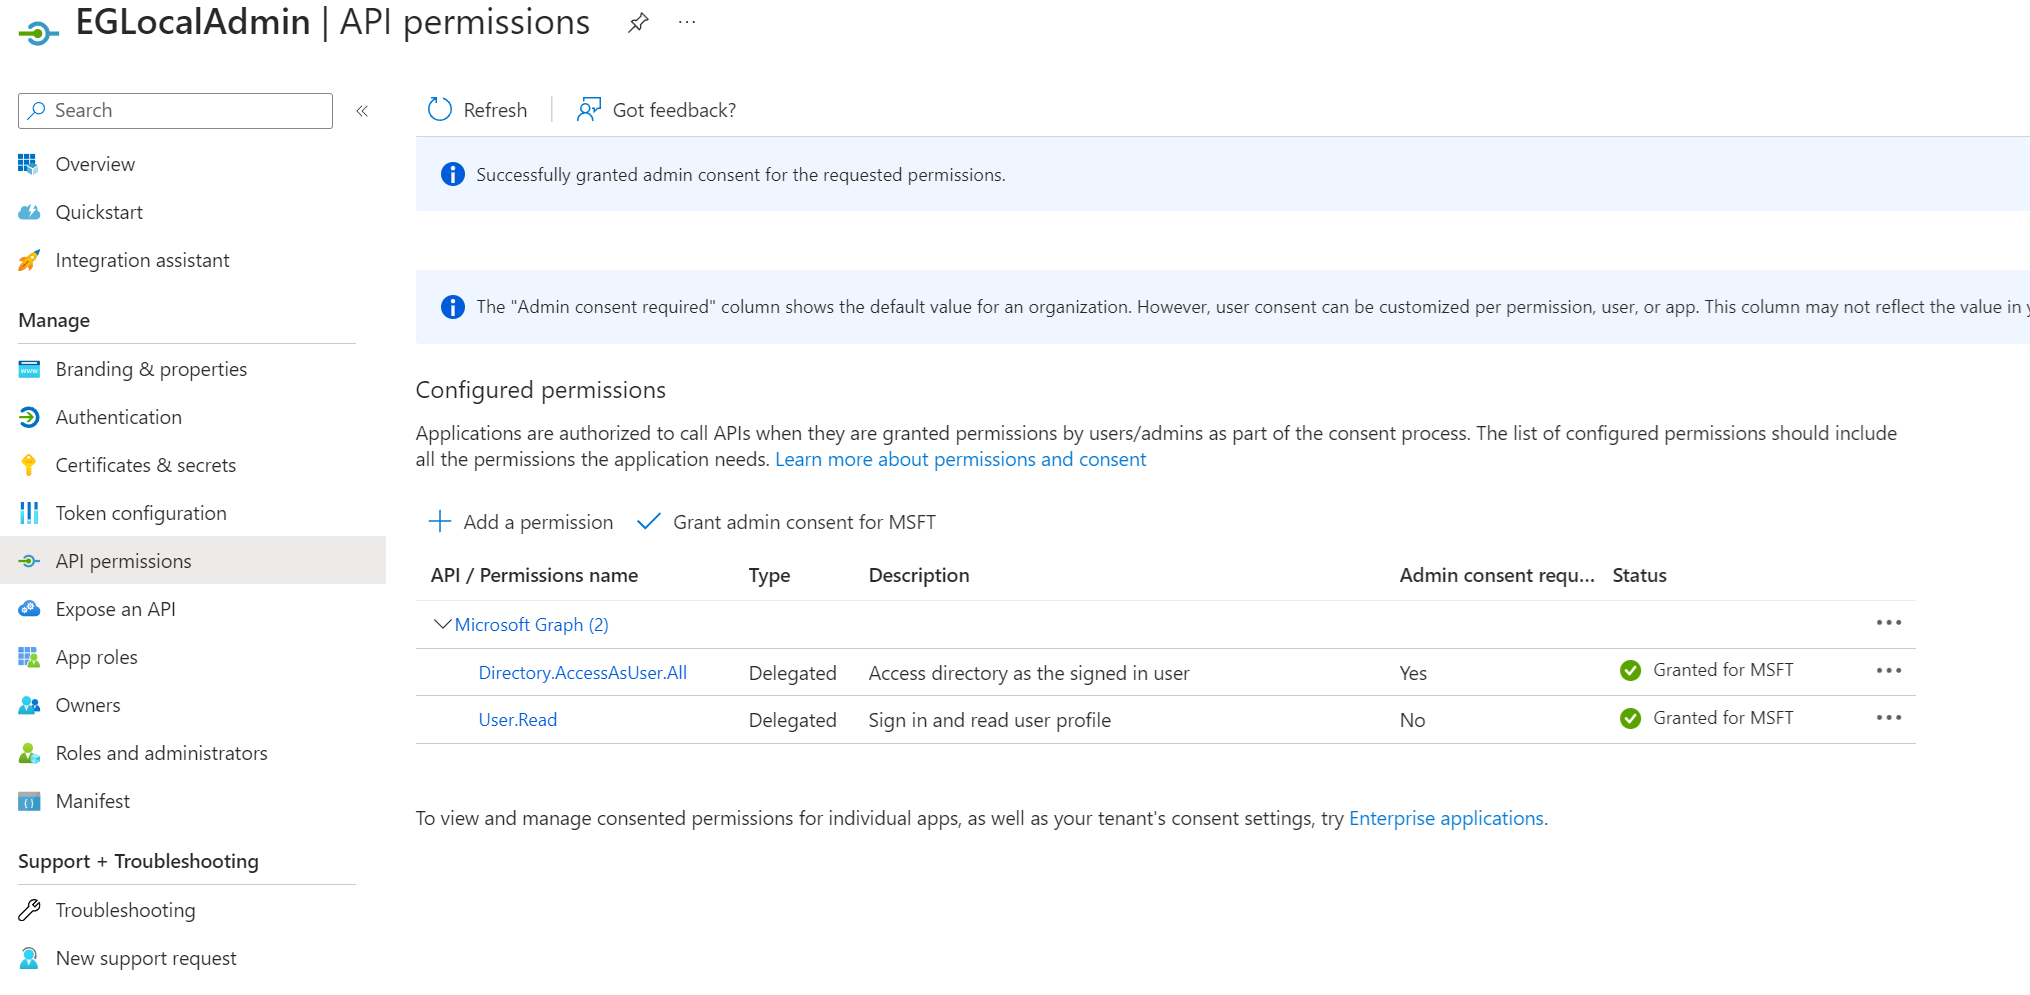 EGLocalAdmin | API permissions
Search
Overview
Quickstart
Integration assistant
Manage
Branding & properties
Authentication
Certificates & secrets
Token configuration
API permissions
Expose an API
App roles
Owners
Roles and administrators
Manifest
Support + Troubleshooting
Troubleshooting
New support request
Refresh
Got feedback?
Successfully granted admin consent for the requested permissions.
The "Admin consent required" column shows the default value for an organization. However, user consent can be customized per permission, user, or app. This column may not reflect the value in
Configured permissions
Applications are authorized to call APIs when they are granted permissions by users/admins as part of the consent process. The list of configured permissions should include
all the permissions the application needs. Learn more about permissions and consent
Add a permission
Grant admin consent for MSFT
API / Permissions name Type Description Admin consent requ... Status
Microsoft Graph (2)
Directory.AccessAsUser.All Delegated Access directory as the signed in user Yes Granted for MSFT
User.Read Delegated Sign in and read user profile No Granted for MSFT
To view and manage consented permissions for individual apps, as well as your tenant's consent settings, try Enterprise applications.